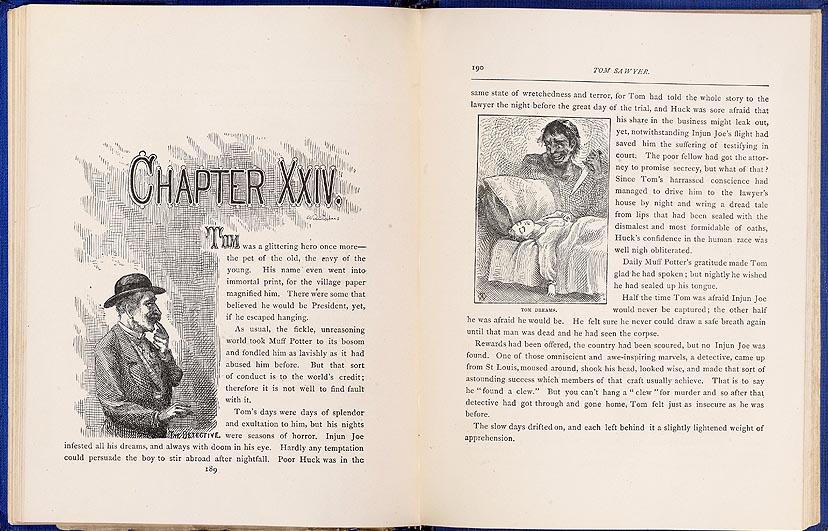 CHAPTER XXIV.
TOM was a glittering hero once more—
the pet of the old, the envy of the
young. His name even went into
immortal print, for the village paper
magnified him. There were some that
believed he would be President, yet,
if he escaped hanging.
As usual, the fickle, unreasoning
world took Muff Potter to its bosom
and fondled him as lavishly as it had
abused him before. But that sort
of conduct is to the world's credit;
therefore it is not well to find fault
with it.
Tom's days were days of splendor
and exultation to him, but his nights
THE DETECTIVE. were seasons of horror. Injun Joe
infested all his dreams, and always with doom in his eye. Hardly any temptation
could persuade the boy to stir abroad after nightfall. Poor Huck was in the
189
190 TOM SAWYER.
same state of wretchedness and terror, for Tom had told the whole story to the
lawyer the night before the great day of the trial, and Huck was sore afraid that
his share in the business might leak out,
yet, notwithstanding Injun Joe's flight had
saved him the suffering of testifying in
court. The poor fellow had got the attor-
ney to promise secrecy, but what of that?
Since Tom's harrassed conscience had
managed to drive him to the lawyer's
house by night and wring a dread tale
from lips that had been sealed with the
dismalest and most formidable of oaths,
Huck's confidence in the human race was
well nigh obliterated.
Daily Muff Potter's gratitude made Tom
glad he had spoken; but nightly he wished
he had sealed up his tongue.
Half the time Tom was afraid Injun Joe
TOM DREAMS. would never be captured; the other half
he was afraid he would be. He felt sure he never could draw a safe breath again
until that man was dead and he had seen the corpse.
Rewards had been offered, the country had been scoured, but no Injun Joe was
found. One of those omniscient and awe-inspiring marvels, a detective, came up
from St Louis, moused around, shook his head, looked wise, and made that sort of
astounding success which members of that craft usually achieve. That is to say
he "found a clew." But you can't hang a "clew" for murder and so after that
detective had got through and gone home, Tom felt just as insecure as he was
before.
The slow days drifted on, and each left behind it a slightly lightened weight of
apprehension.